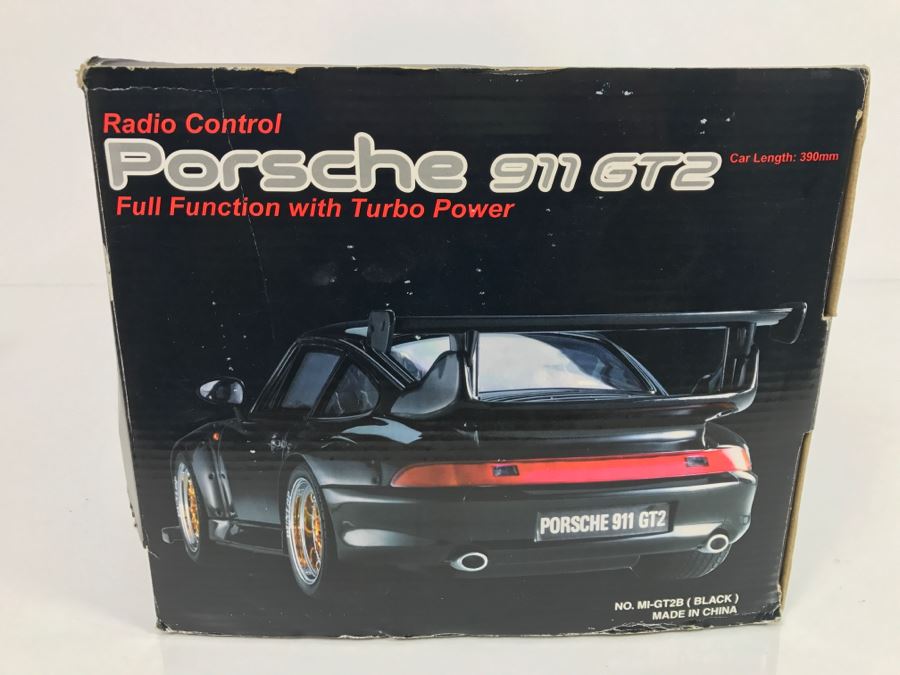 Radio Control
Porsche 911 GT2
Car Length: 390mm
Full Function with Turbo Power
PORSCHE 911 GT2
NO. MI-GT2B ( BLACK )
MADE IN CHINA